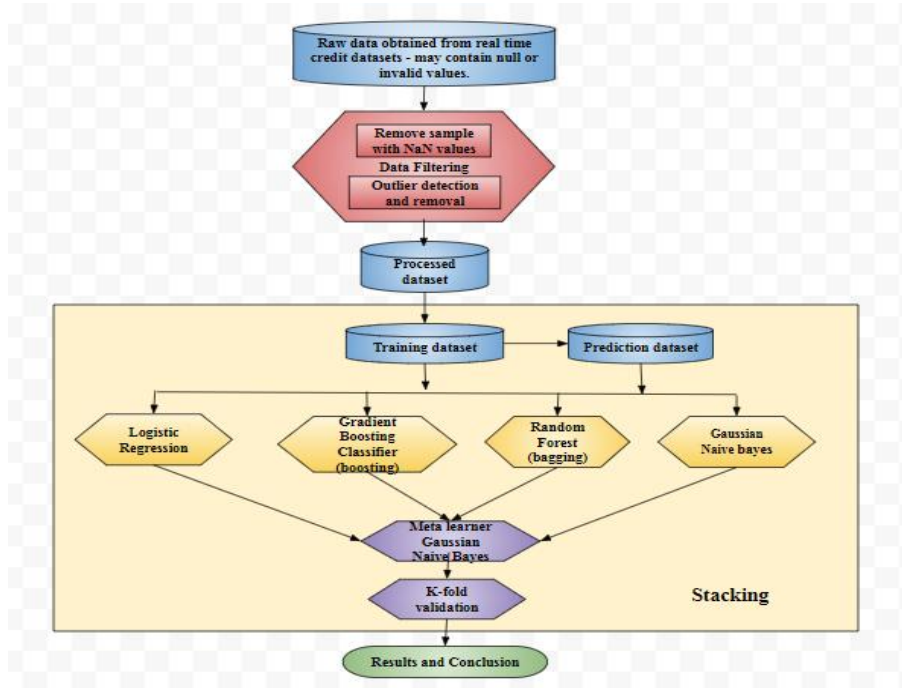 Raw data obtained from real time
credit datasets - may contain null or
invalid values.
Remove sample
with NaN values
Data Filtering
Outlier detection
and removal
Processed
dataset
Training dataset
Prediction dataset
Logistic
Regression
Gradient
Boosting
Classifier
(boosting)
Random
Forest
(bagging)
Gaussian
Naive bayes
Meta learner
Gaussian
Naive Bayes
K-fold
validation
Stacking
Results and Conclusion